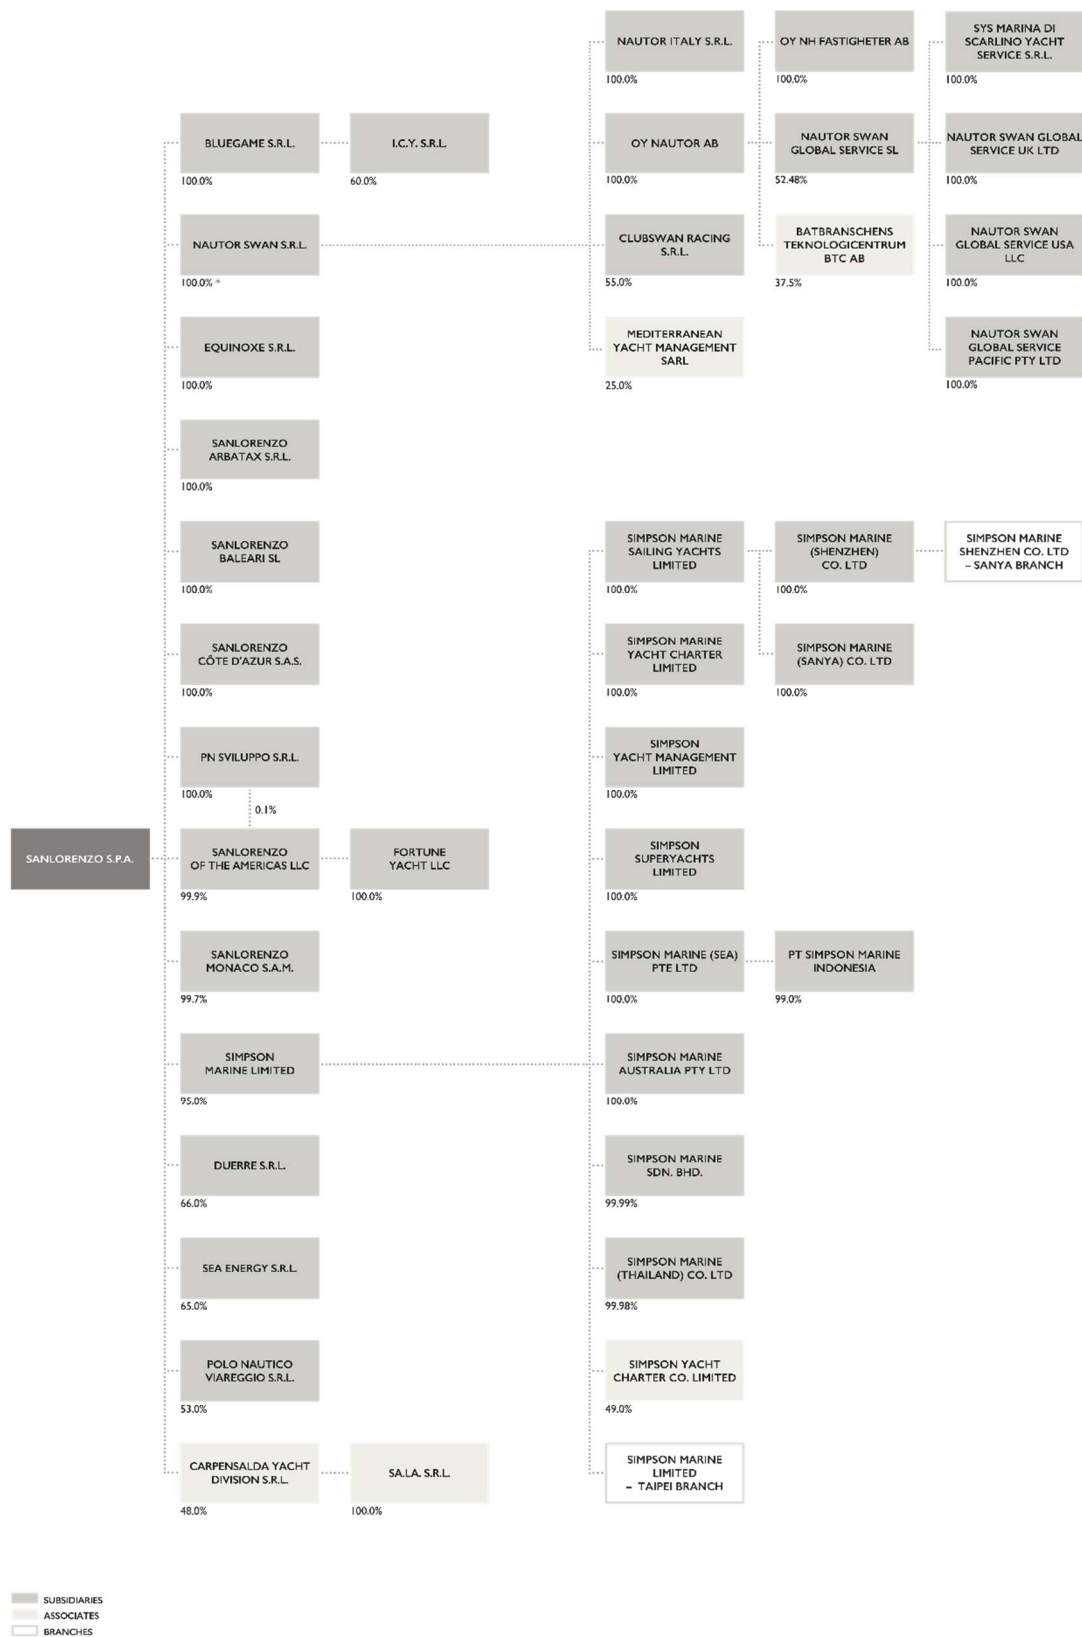 NAUTOR ITALY S.R.L.
100.0%
OY NH FASTIGHETER AB
100.0%
SYS MARINA DI
SCARLINO YACHT
SERVICE S.R.L.
100.0%
BLUEGAME S.R.L.
100.0%
I.C.Y. S.R.L.
60.0%
OY NAUTOR AB
100.0%
NAUTOR SWAN
GLOBAL SERVICE SL
52.48%
NAUTOR SWAN GLOBAL
SERVICE UK LTD
100.0%
NAUTOR SWAN S.R.L.
100.0% *
CLUBSWAN RACING
S.R.L.
55.0%
BATBRANSCHENS
TEKNOLOGICENTRUM
BTC AB
37.5%
NAUTOR SWAN
GLOBAL SERVICE USA
LLC
100.0%
EQUINOXE S.R.L.
100.0%
MEDITERRANEAN
YACHT MANAGEMENT
SARL
25.0%
NAUTOR SWAN
GLOBAL SERVICE
PACIFIC PTY LTD
100.0%
SANLORENZO
ARBATAX S.R.L.
100.0%
SANLORENZO
BALEARI SL
100.0%
SIMPSON MARINE
SAILING YACHTS
LIMITED
100.0%
SIMPSON MARINE
(SHENZHEN)
CO. LTD
100.0%
SIMPSON MARINE
SHENZHEN CO. LTD
– SANYA BRANCH
SANLORENZO
CÔTE D'AZUR S.A.S.
100.0%
SIMPSON MARINE
YACHT CHARTER
LIMITED
100.0%
SIMPSON MARINE
(SANYA) CO. LTD
100.0%
PN SVILUPPO S.R.L.
100.0%
0.1%
SIMPSON
YACHT MANAGEMENT
LIMITED
100.0%
SANLORENZO S.P.A.
SANLORENZO
OF THE AMERICAS LLC
99.9%
FORTUNE
YACHT LLC
100.0%
SIMPSON
SUPERYACHTS
LIMITED
100.0%
SANLORENZO
MONACO S.A.M.
99.7%
SIMPSON MARINE (SEA)
PTE LTD
100.0%
PT SIMPSON MARINE
INDONESIA
99.0%
SIMPSON
MARINE LIMITED
95.0%
SIMPSON MARINE
AUSTRALIA PTY LTD
100.0%
DUERRE S.R.L.
66.0%
SIMPSON MARINE
SDN. BHD.
99.99%
SEA ENERGY S.R.L.
65.0%
SIMPSON MARINE
(THAILAND) CO. LTD
99.98%
POLO NAUTICO
VIAREGGIO S.R.L.
53.0%
SIMPSON YACHT
CHARTER CO. LIMITED
49.0%
CARPENSALDA YACHT
DIVISION S.R.L.
48.0%
SA.LA. S.R.L.
100.0%
SIMPSON MARINE
LIMITED
– TAIPEI BRANCH
SUBSIDIARIES
ASSOCIATES
BRANCHES